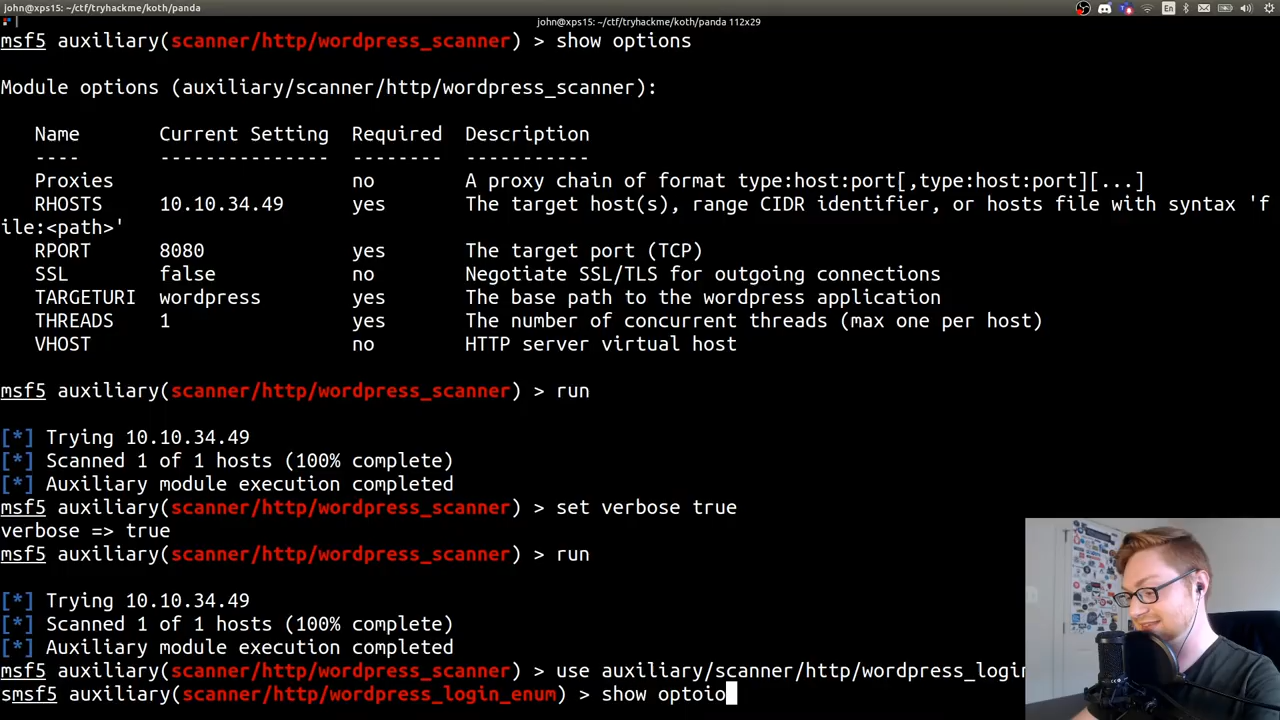 john@xps15: ~/ctf/tryhackme/koth/panda
En
john@xps15: ~/ctf/tryhackme/koth/panda 112x29
msf5 auxiliary(scanner/http/wordpress_scanner) > show options
Module options (auxiliary/scanner/http/wordpress_scanner):
Name Current Setting Required Description
---- --------------- -------- -----------
Proxies no A proxy chain of format type:host:port[,type:host:port][...]
RHOSTS 10.10.34.49 yes The target host(s), range CIDR identifier, or hosts file with syntax 'f
ile:<path>'
RPORT 8080 yes The target port (TCP)
SSL false no Negotiate SSL/TLS for outgoing connections
TARGETURI wordpress yes The base path to the wordpress application
THREADS 1 yes The number of concurrent threads (max one per host)
VHOST no HTTP server virtual host
msf5 auxiliary(scanner/http/wordpress_scanner) > run
[*] Trying 10.10.34.49
[*] Scanned 1 of 1 hosts (100% complete)
[*] Auxiliary module execution completed
msf5 auxiliary(scanner/http/wordpress_scanner) > set verbose true
verbose => true
msf5 auxiliary(scanner/http/wordpress_scanner) > run
[*] Trying 10.10.34.49
[*] Scanned 1 of 1 hosts (100% complete)
[*] Auxiliary module execution completed
msf5 auxiliary(scanner/http/wordpress_scanner) > use auxiliary/scanner/http/wordpress_login
smsf5 auxiliary(scanner/http/wordpress_login_enum) > show optoio